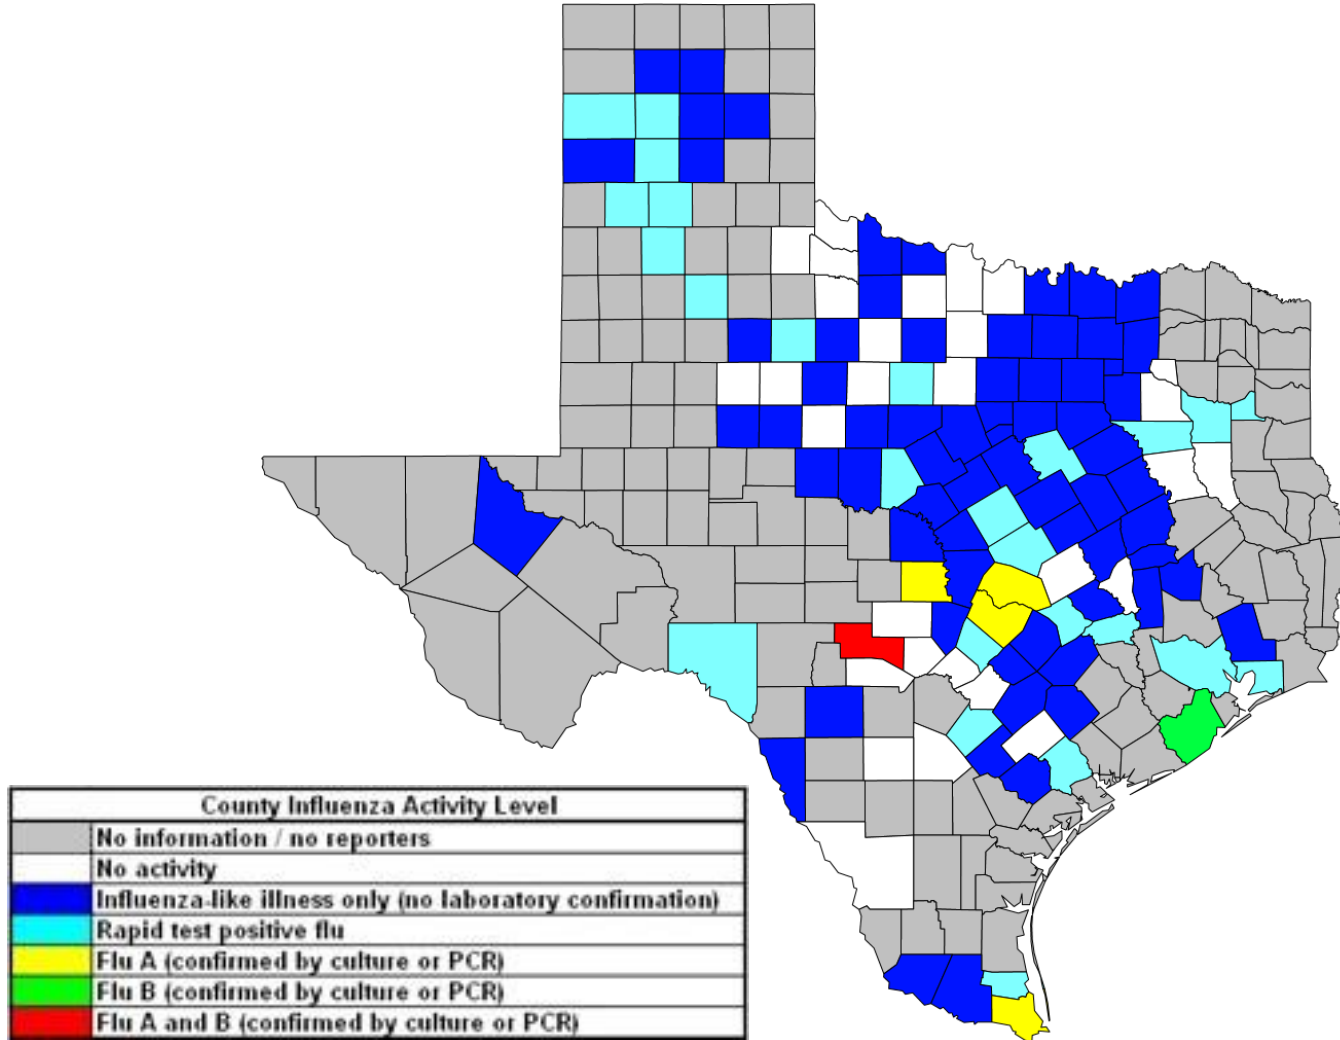 County Influenza Activity Level
No information / no reporters
No activity
Influenza-like illness only (no laboratory confirmation)
Rapid test positive flu
Flu A (confirmed by culture or PCR)
Flu B (confirmed by culture or PCR)
Flu A and B (confirmed by culture or PCR)